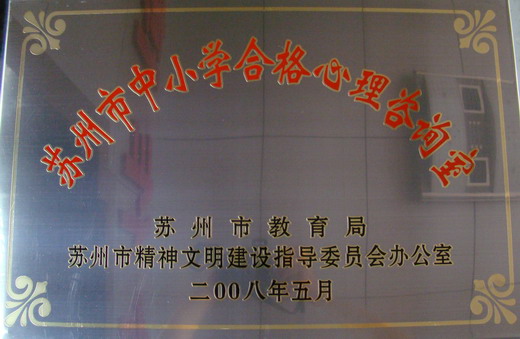 苏州市中小学合格心理咨询室
苏州市教育局
苏州市精神文明建设指导委员会办公室
二00八年五月